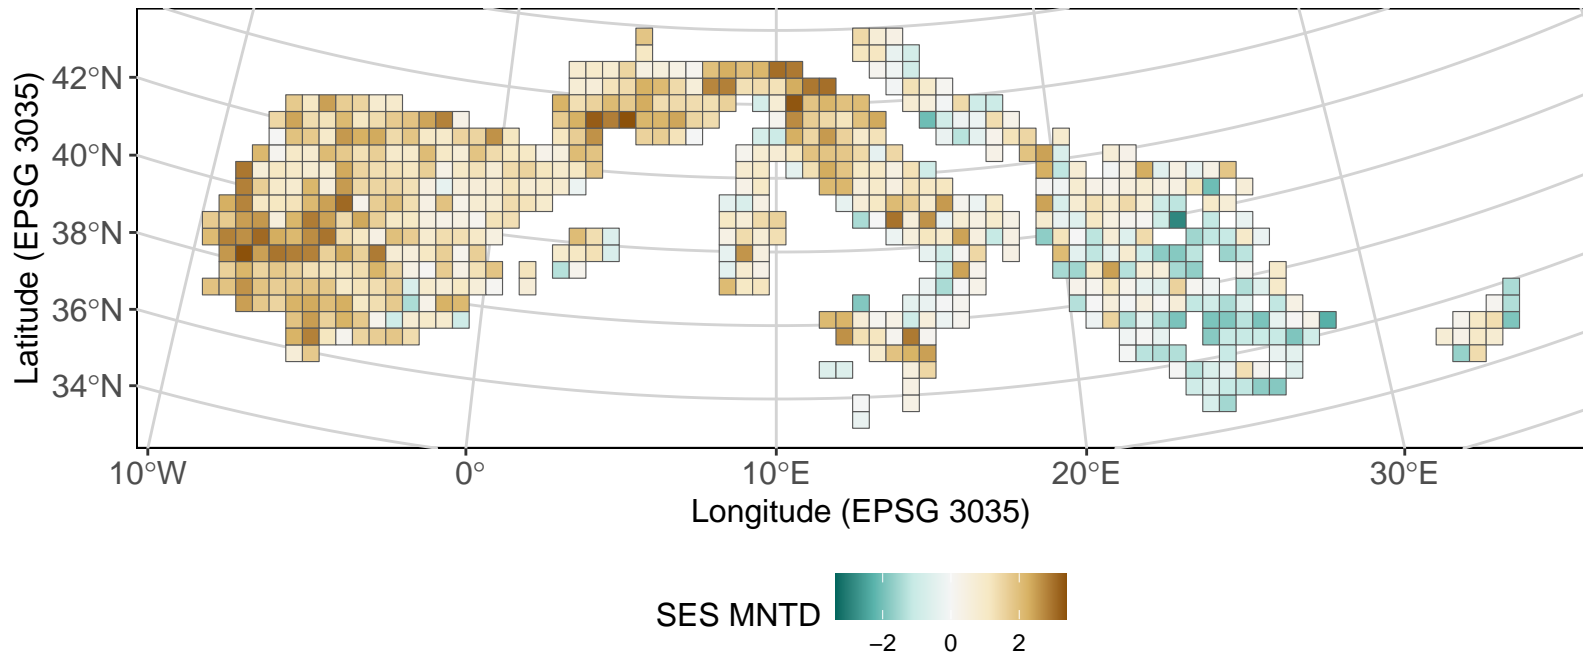 Latitude (EPSG 3035)
42°N
40°N
38°N
36°N
34°N
10°W 0° 10°E 20°E 30°E
Longitude (EPSG 3035)
SES MNTD
−2 0 2